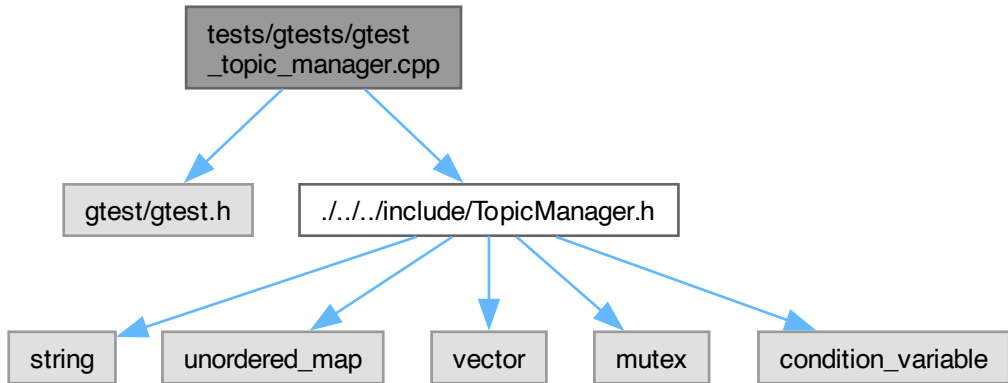 tests/gtests/gtest
_topic_manager.cpp
gtest/gtest.h
./../../include/TopicManager.h
string
unordered_map
vector
mutex
condition_variable